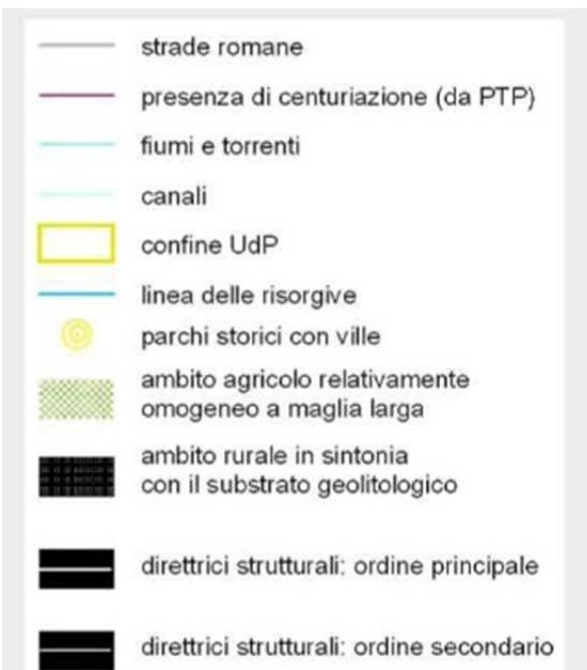 strade romane
presenza di centuriazione (da PTP)
fiumi e torrenti
canali
confine UdP
linea delle risorgive
parchi storici con ville
ambito agricolo relativamente
omogeneo a maglia larga
ambito rurale in sintonia
con il substrato geolitologico
direttrici strutturali: ordine principale
direttrici strutturali: ordine secondario